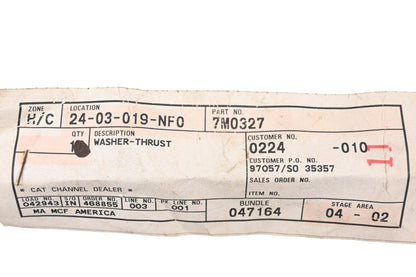 ZONE LOCATION PART NO.
H/C 24-03-019-NF0 7M0327
QTY DESCRIPTION CUSTOMER NO.
WASHER-THRUST 0224 -010
CUSTOMER P.O. NO.
97057/SO 35357
SALES ORDER NO.
* CAT CHANNEL DEALER * ITEM NO.
LOAD NO. S/O ORDER NO. LINE NO. PK LINE NO. BUNDLE STAGE AREA
042943 IN 468855 003 001 047164 04 - 02
MA MCF AMERICA